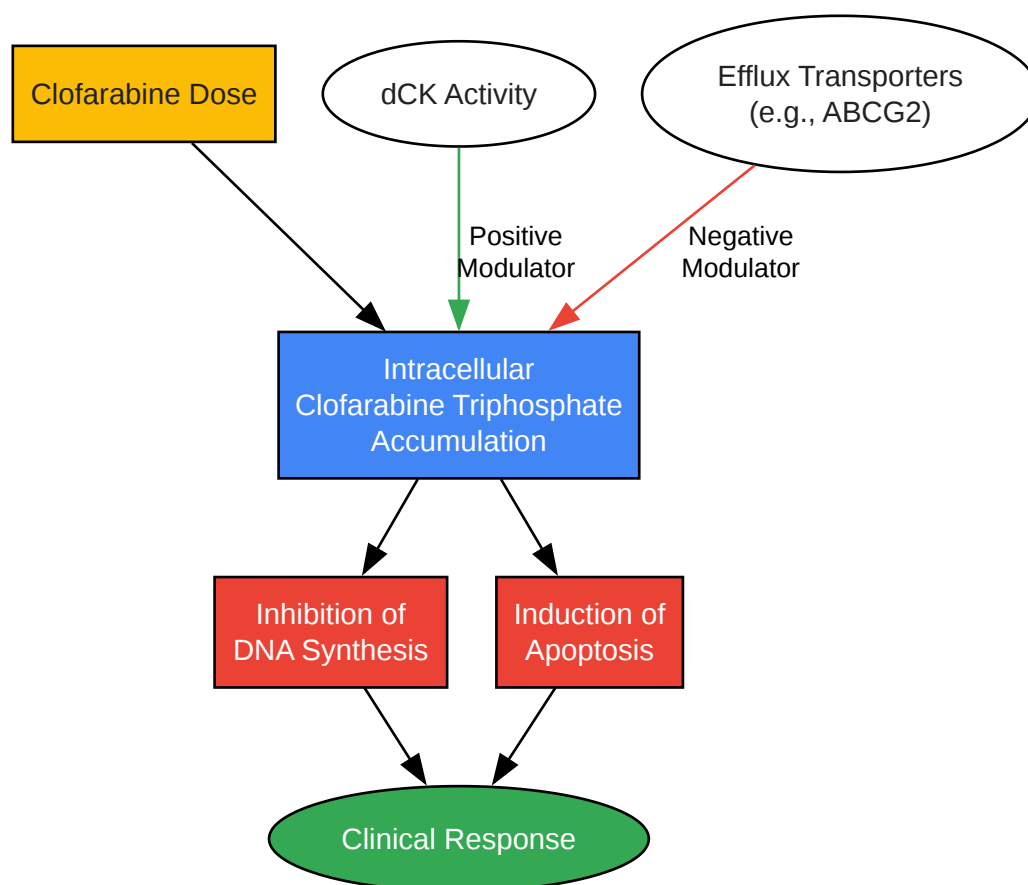 Clofarabine Dose
dCK Activity
Efflux Transporters
(e.g., ABCG2)
Positive
Modulator
Negative
Modulator
Intracellular
Clofarabine Triphosphate
Accumulation
Inhibition of
DNA Synthesis
Induction of
Apoptosis
Clinical Response